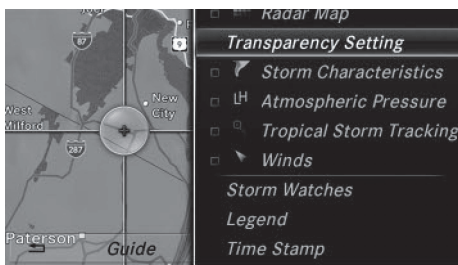 Radar Map
Transparency Setting
Storm Characteristics
LH Atmospheric Pressure
Tropical Storm Tracking
Winds
Storm Watches
Legend
Time Stamp
87
9
New
City
West
Milford
287
Paterson
Guide